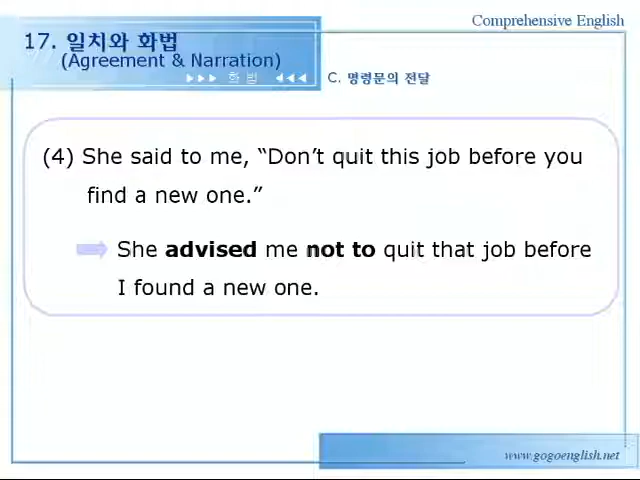 Comprehensive English
17. 일치와 화법
(Agreement & Narration)
▶▶▶ 화 법 ◀◀◀
C. 명령문의 전달
(4) She said to me, “Don’t quit this job before you
find a new one.”
She advised me not to quit that job before
I found a new one.
www.gogoenglish.net